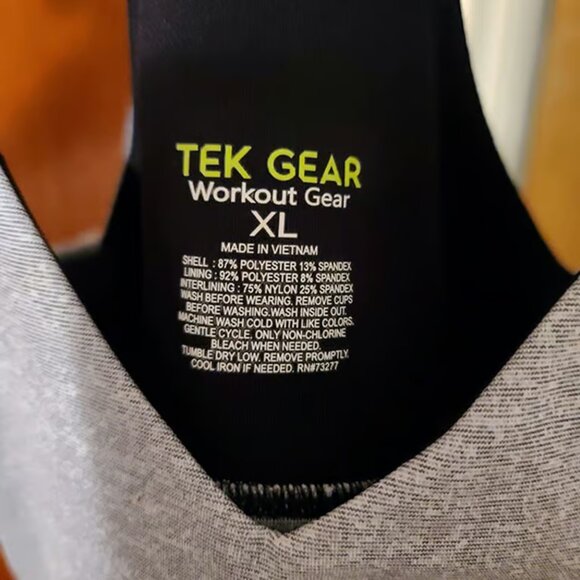 TEK GEAR
Workout Gear
XL
MADE IN VIETNAM
SHELL : 87% POLYESTER 13% SPANDEX
LINING : 92% POLYESTER 8% SPANDEX
INTERLINING : 75% NYLON 25% SPANDEX
WASH BEFORE WEARING. REMOVE CUPS
BEFORE WASHING.WASH INSIDE OUT.
MACHINE WASH COLD WITH LIKE COLORS.
GENTLE CYCLE. ONLY NON-CHLORINE
BLEACH WHEN NEEDED.
TUMBLE DRY LOW. REMOVE PROMPTLY.
COOL IRON IF NEEDED. RN#73277